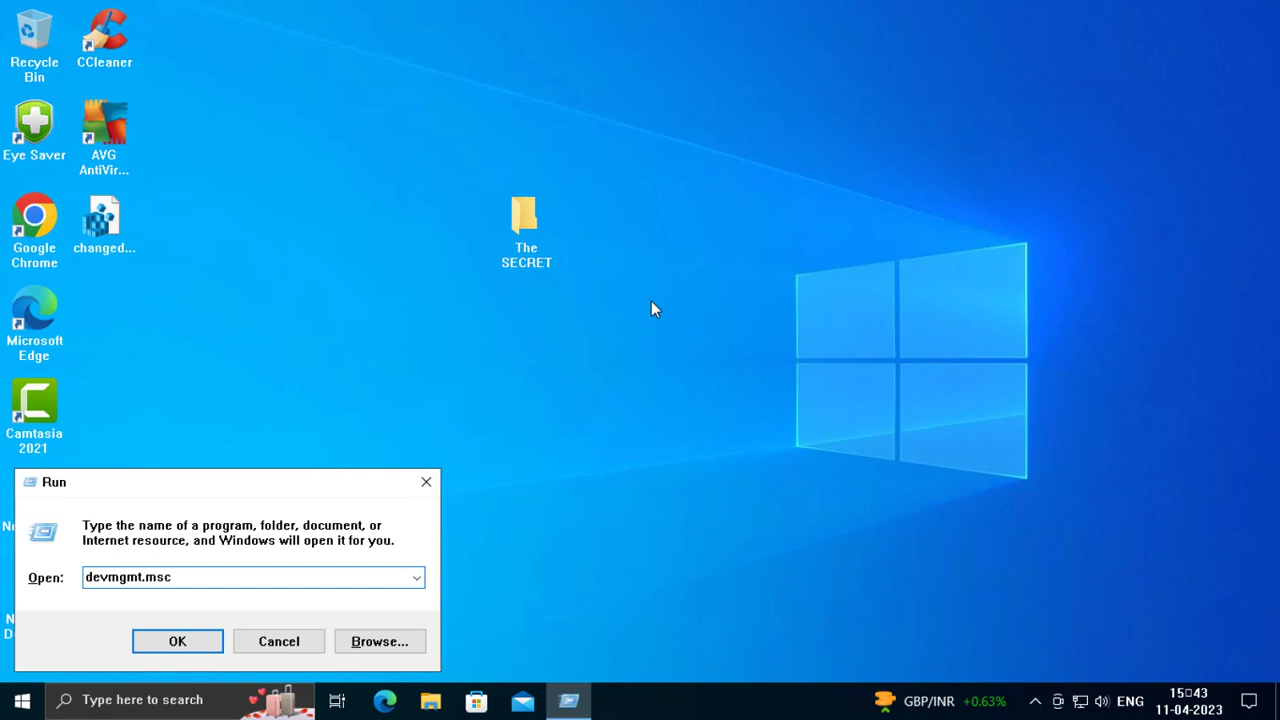 Recycle
Bin
CCleaner
Eye Saver
AVG
AntiVir...
Google
Chrome
changed...
The
SECRET
Microsoft
Edge
Camtasia
2021
Run
Type the name of a program, folder, document, or
Internet resource, and Windows will open it for you.
Open:
devmgmt.msc
OK
Cancel
Browse...
Type here to search
GBP/INR +0.63%
ENG
15:43
11-04-2023